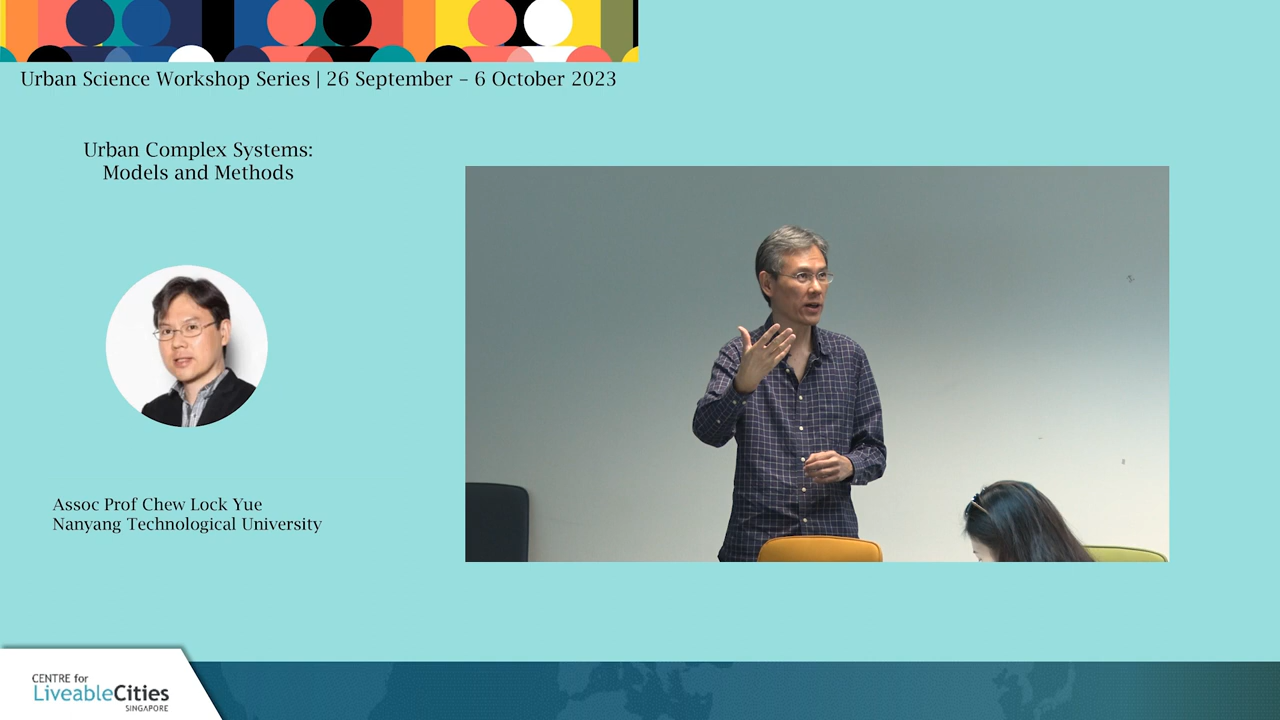 Urban Science Workshop Series | 26 September – 6 October 2023
Urban Complex Systems:
Models and Methods
Assoc Prof Chew Lock Yue
Nanyang Technological University
CENTRE for
LiveableCities
SINGAPORE